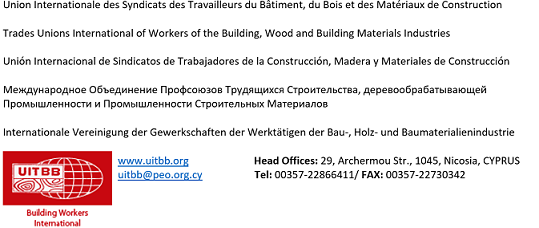 Union Internationale des Syndicats des Travailleurs du Bâtiment, du Bois et des Matériaux de Construction
Trades Unions International of Workers of the Building, Wood and Building Materials Industries
Unión Internacional de Sindicatos de Trabajadores de la Construcción, Madera y Materiales de Construcción
Международное Объединение Профсоюзов Трудящихся Строительства, деревообрабатывающей
Промышленности и Промышленности Строительных Материалов
Internationale Vereinigung der Gewerkschaften der Werktätigen der Bau-, Holz- und Baumaterialienindustrie
UITBB
Building Workers
International
www.uitbb.org
uitbb@peo.org.cy
Head Offices: 29, Archermou Str., 1045, Nicosia, CYPRUS
Tel: 00357-22866411/ FAX: 00357-22730342